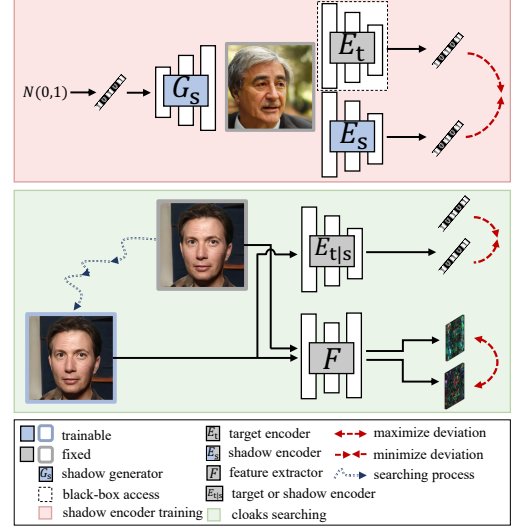 E_t
N(0,1)
G_s
E_s
E_t|s
F
trainable
E_t target encoder
maximize deviation
fixed
E_s shadow encoder
minimize deviation
G_s shadow generator
F feature extractor
searching process
black-box access
E_t|s target or shadow encoder
shadow encoder training
cloaks searching